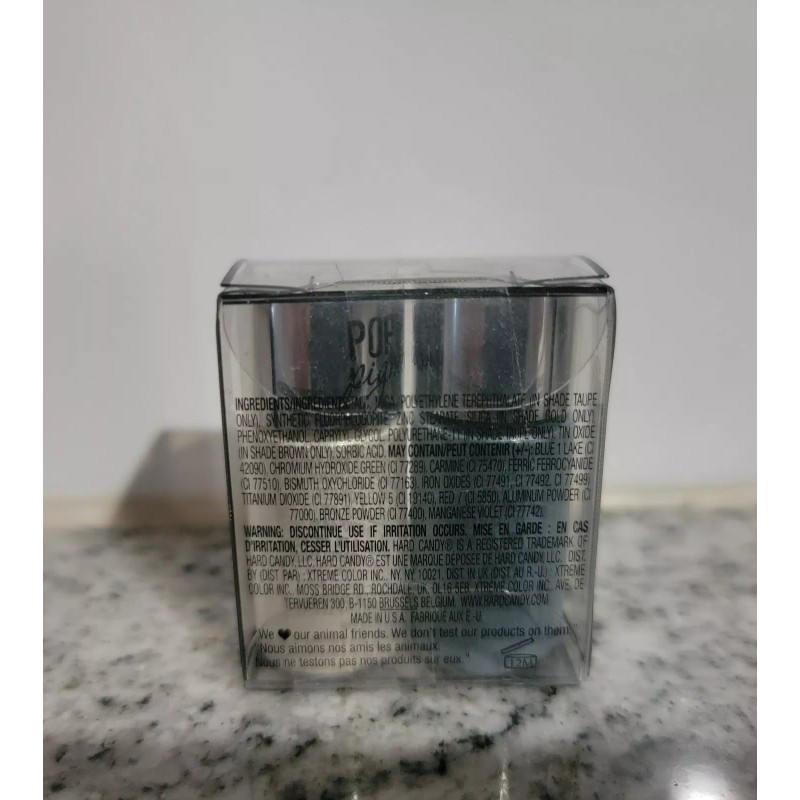 POP
pigment
INGREDIENTS/INGRÉDIENTS: TALC, MICA, POLYETHYLENE TEREPHTHALATE (IN SHADE TAUPE
ONLY), SYNTHETIC FLUORPHLOGOPITE, ZINC STEARATE, SILICA (IN SHADE GOLD ONLY)
PHENOXYETHANOL, CAPRYLYL GLYCOL, POLYURETHANE-11 (IN SHADE ONLY), TIN OXIDE
(IN SHADE BROWN ONLY), SORBIC ACID. MAY CONTAIN/PEUT CONTENIR (+/-): BLUE 1 LAKE (CI
42090), CHROMIUM HYDROXIDE GREEN (CI 77289), CARMINE (CI 75470), FERRIC FERROCYANIDE
(CI 77510), BISMUTH OXYCHLORIDE (CI 77163), IRON OXIDES (CI 77491, CI 77492, CI 77499)
TITANIUM DIOXIDE (CI 77891), YELLOW 5 (CI 19140), RED 7 (CI 5850), ALUMINUM POWDER (CI
77000), BRONZE POWDER (CI 77400), MANGANESE VIOLET (CI 77742).
WARNING: DISCONTINUE USE IF IRRITATION OCCURS. MISE EN GARDE : EN CAS
D'IRRITATION, CESSER L'UTILISATION. HARD CANDY® IS A REGISTERED TRADEMARK OF
HARD CANDY, LLC. HARD CANDY® EST UNE MARQUE DÉPOSÉE DE HARD CANDY, LLC. DIST.
BY (DIST PAR) : XTREME COLOR INC., NY, NY 10021, DIST. IN UK (DIST AU R.-U.) : XTREME
COLOR INC., MOSS BRIDGE RD., ROCHDALE, UK, OL16 5ER. XTREME COLOR INC., AVE. DE
TERVUEREN 300, B-1150 BRUSSELS BELGIUM. WWW.HARDCANDY.COM
MADE IN U.S.A. FABRIQUÉ AUX É.-U.
We ♥ our animal friends. We don't test our products on them."
"Nous aimons nos amis les animaux.
Nous ne testons pas nos produits sur eux."
12M